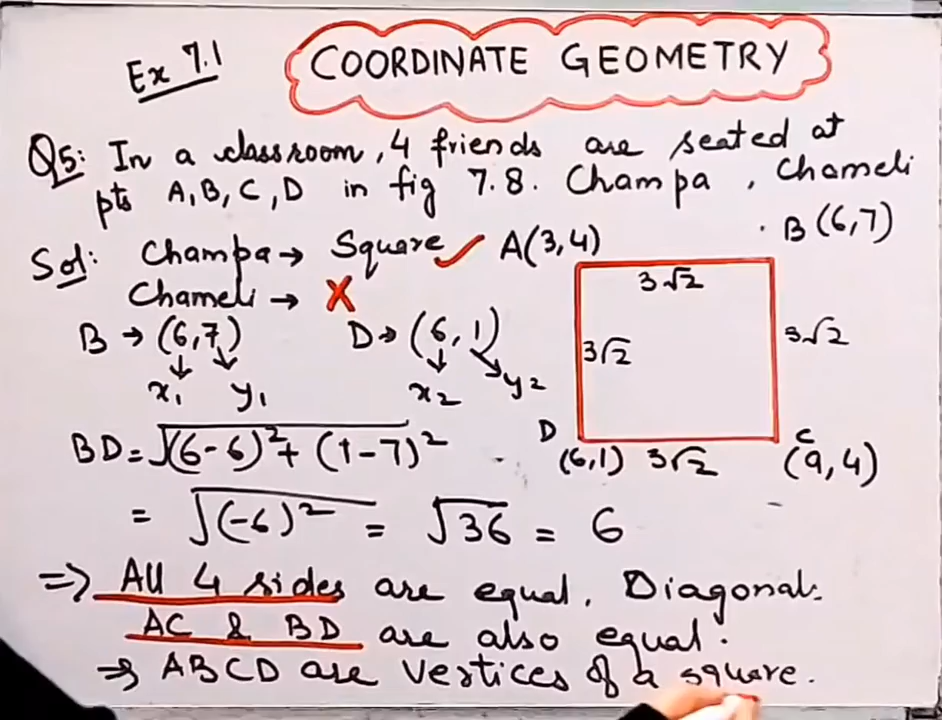 Ex 7.1
COORDINATE GEOMETRY
Q5: In a classroom, 4 friends are seated at
pts A, B, C, D in fig 7.8. Champa, Chameli
Sol: Champa → Square ✓
Chameli → X
A(3,4)
B (6,7)
3√2
3√2
3√2
D
(6,1)
3√2
C
(9,4)
B → (6,7)
D → (6,1)
x₁ y₁
x₂ y₂
BD = √(6-6)² + (1-7)²
= √(-6)² = √36 = 6
=> All 4 sides are equal. Diagonals
AC & BD are also equal.
⇒ ABCD are vertices of a square.